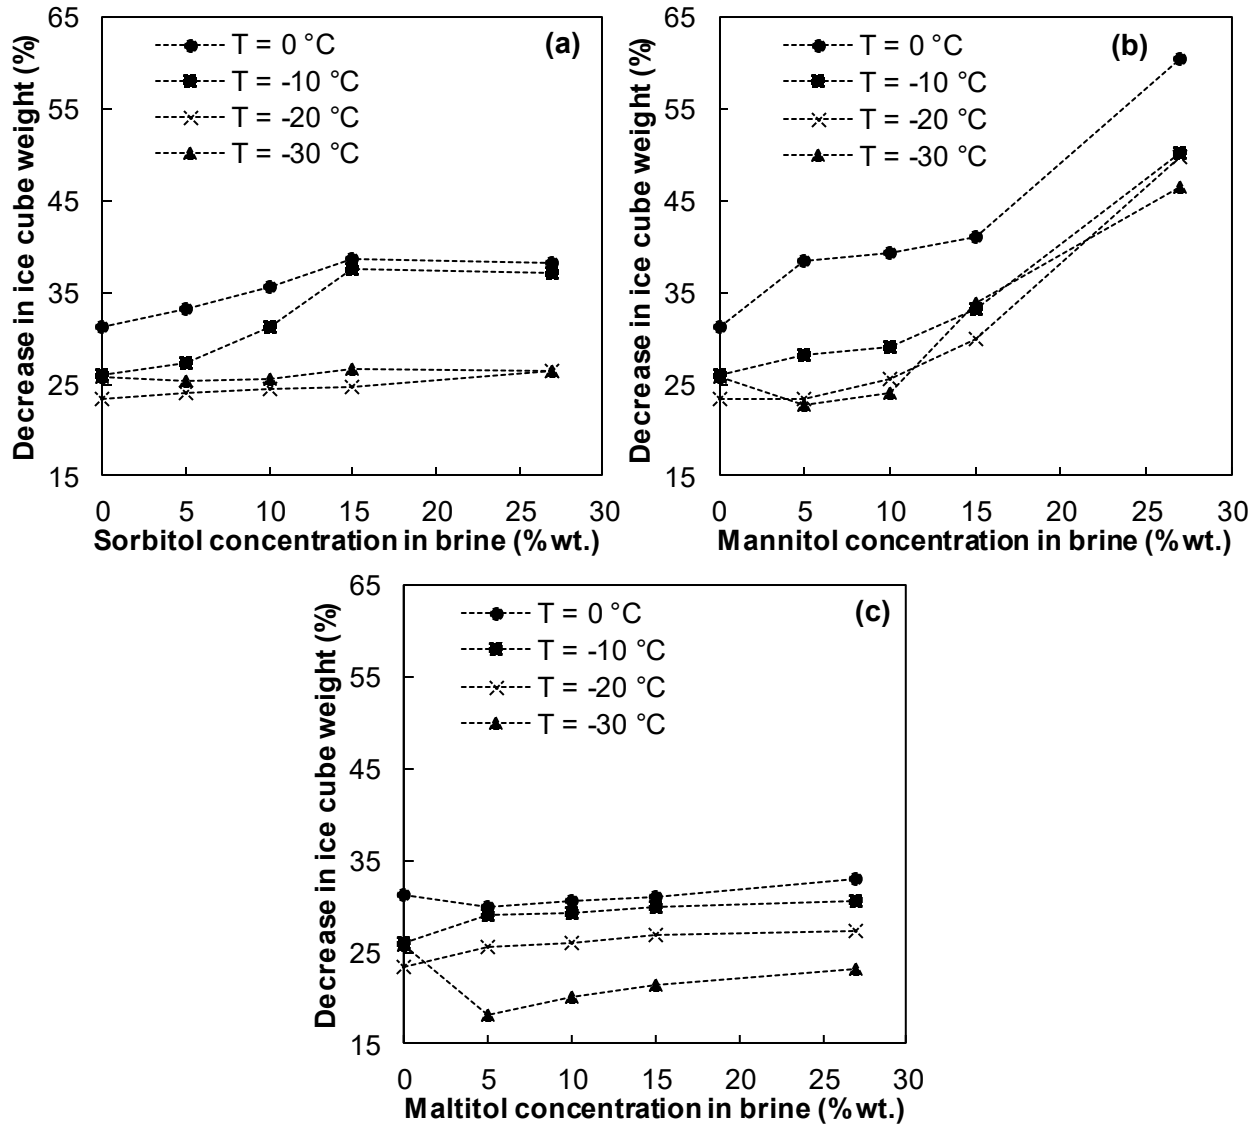 (a)
T = 0 °C
T = -10 °C
T = -20 °C
T = -30 °C
Decrease in ice cube weight (%)
65
55
45
35
25
15
0 5 10 15 20 25 30
Sorbitol concentration in brine (%wt.)
(b)
T = 0 °C
T = -10 °C
T = -20 °C
T = -30 °C
Decrease in ice cube weight (%)
65
55
45
35
25
15
0 5 10 15 20 25 30
Mannitol concentration in brine (%wt.)
(c)
T = 0 °C
T = -10 °C
T = -20 °C
T = -30 °C
Decrease in ice cube weight (%)
65
55
45
35
25
15
0 5 10 15 20 25 30
Maltitol concentration in brine (%wt.)